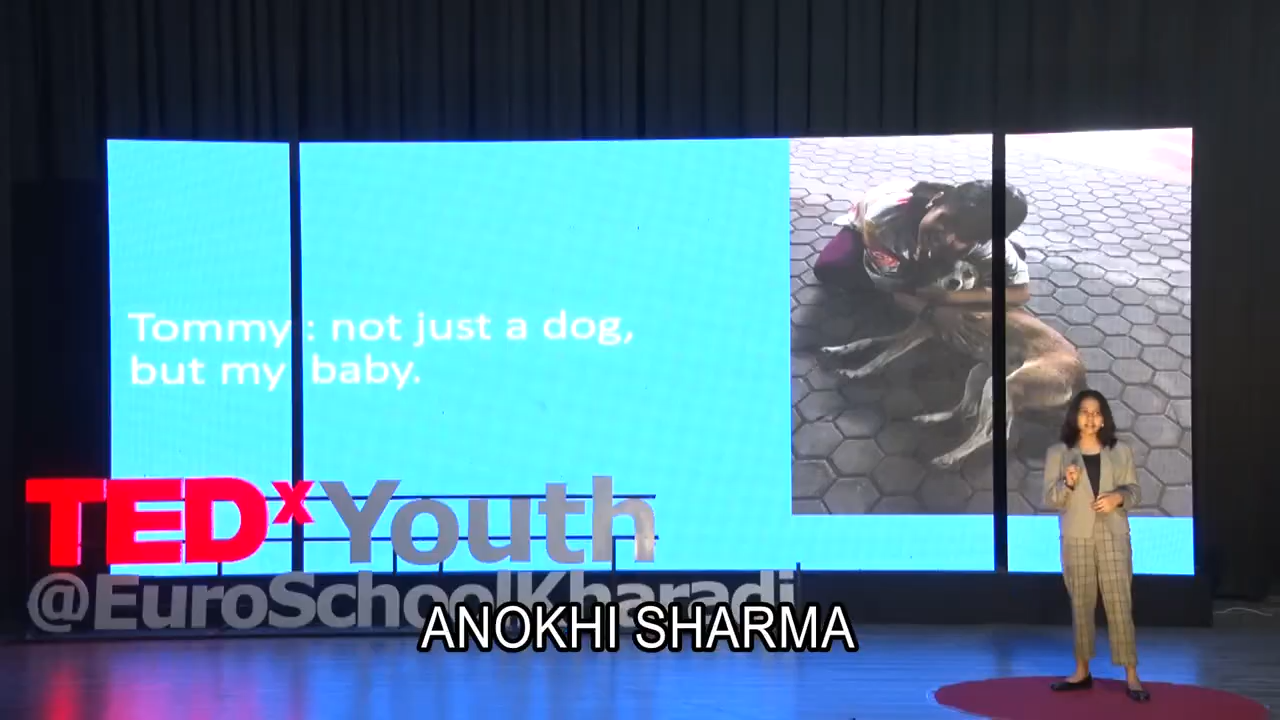 Tommy : not just a dog,
but my baby.
TEDxYouth
@EuroSchoolKharadi
ANOKHI SHARMA